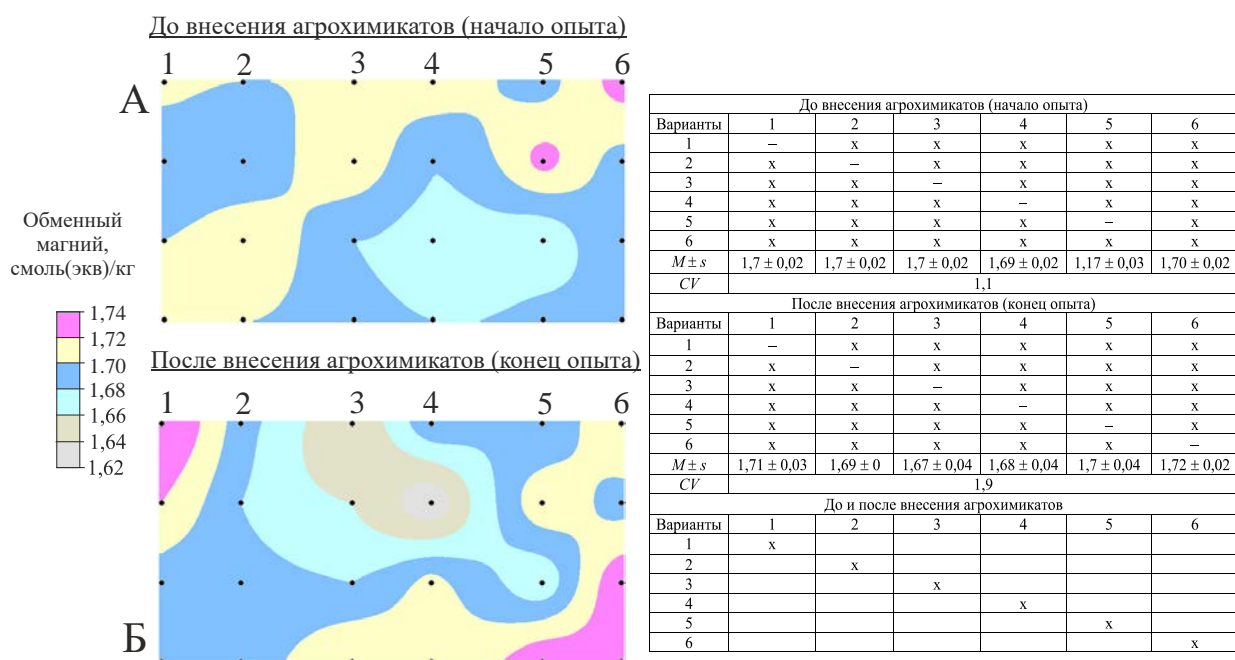 До внесения агрохимикатов (начало опыта)
1 2 3 4 5 6
А
Обменный
магний,
смоль(экв)/кг
1,74
1,72
1.70
1,68
1,66
1,64
1,62
После внесения агрохимикатов (конец опыта)
1 2 3 4 5 6
Б
До внесения агрохимикатов (начало опыта)
Варианты 1 2 3 4 5 6
1 – x x x x x
2 x – x x x x
3 x x – x x x
4 x x x – x x
5 x x x x – x
6 x x x x x x
M ± s 1,7 ± 0,02 1,7 ± 0,02 1,7 ± 0,02 1,69 ± 0,02 1,17 ± 0,03 1,70 ± 0,02
CV 1,1
После внесения агрохимикатов (конец опыта)
Варианты 1 2 3 4 5 6
1 – x x x x x
2 x – x x x x
3 x x – x x x
4 x x x – x x
5 x x x x – x
6 x x x x x –
M ± s 1,71 ± 0,03 1,69 ± 0 1,67 ± 0,04 1,68 ± 0,04 1,7 ± 0,04 1,72 ± 0,02
CV 1,9
До и после внесения агрохимикатов
Варианты 1 2 3 4 5 6
1 x
2 x
3 x
4 x
5 x
6 x